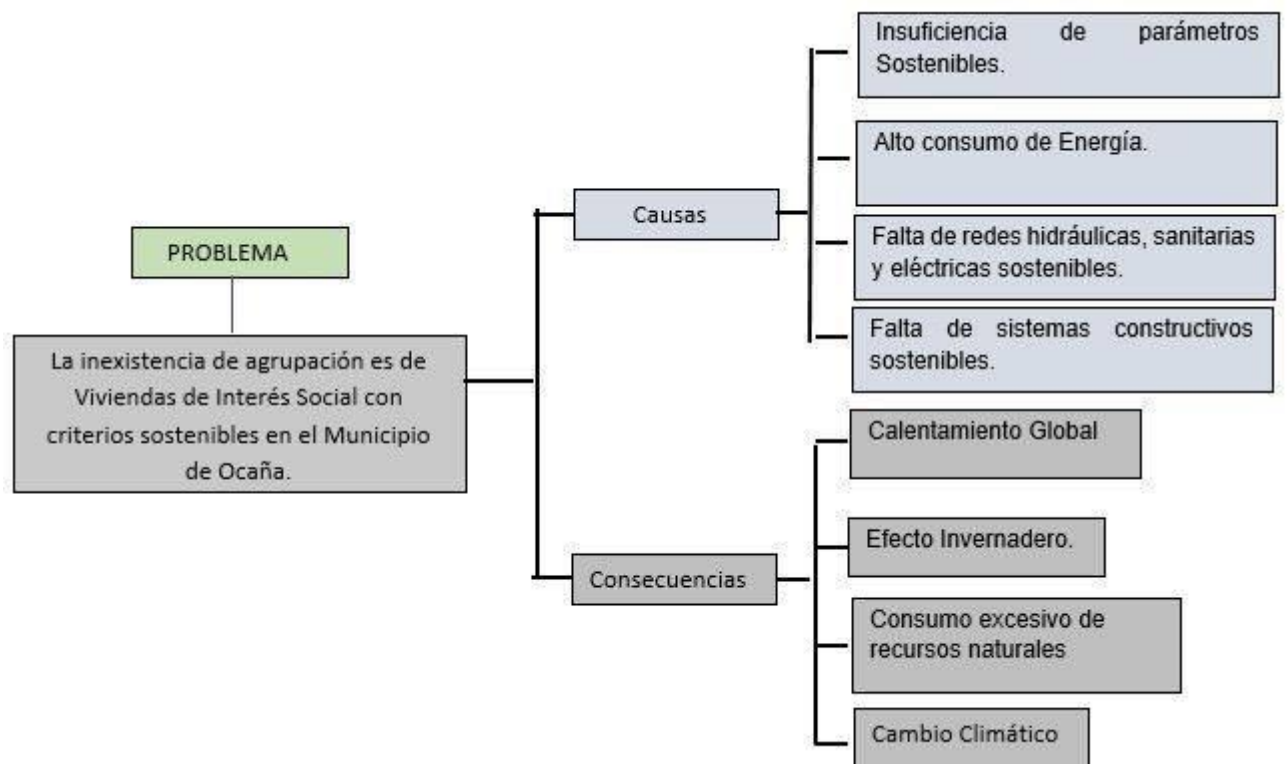 PROBLEMA
La inexistencia de agrupación es de
Viviendas de Interés Social con
criterios sostenibles en el Municipio
de Ocaña.
Causas
Insuficiencia de parámetros
Sostenibles.
Alto consumo de Energía.
Falta de redes hidráulicas, sanitarias
y eléctricas sostenibles.
Falta de sistemas constructivos
sostenibles.
Consecuencias
Calentamiento Global
Efecto Invernadero.
Consumo excesivo de
recursos naturales
Cambio Climático